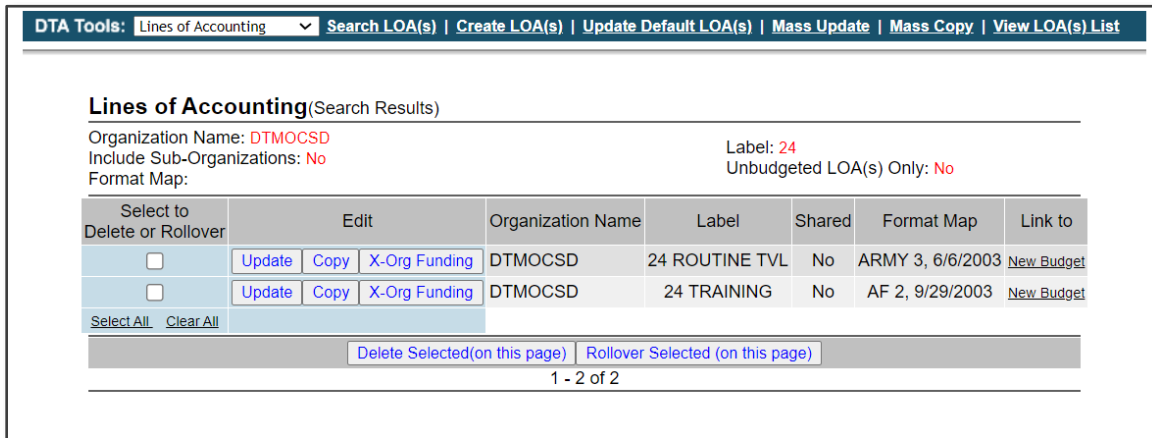 DTA Tools: Lines of Accounting Search LOA(s) | Create LOA(s) | Update Default LOA(s) | Mass Update | Mass Copy | View LOA(s) List
Lines of Accounting(Search Results)
Organization Name: DTMOCSD
Include Sub-Organizations: No
Format Map:
Label: 24
Unbudgeted LOA(s) Only: No
Select to Delete or Rollover Edit Organization Name Label Shared Format Map Link to
Update Copy X-Org Funding DTMOCSD 24 ROUTINE TVL No ARMY 3, 6/6/2003 New Budget
Update Copy X-Org Funding DTMOCSD 24 TRAINING No AF 2, 9/29/2003 New Budget
Select All Clear All
Delete Selected(on this page) Rollover Selected (on this page)
1 - 2 of 2